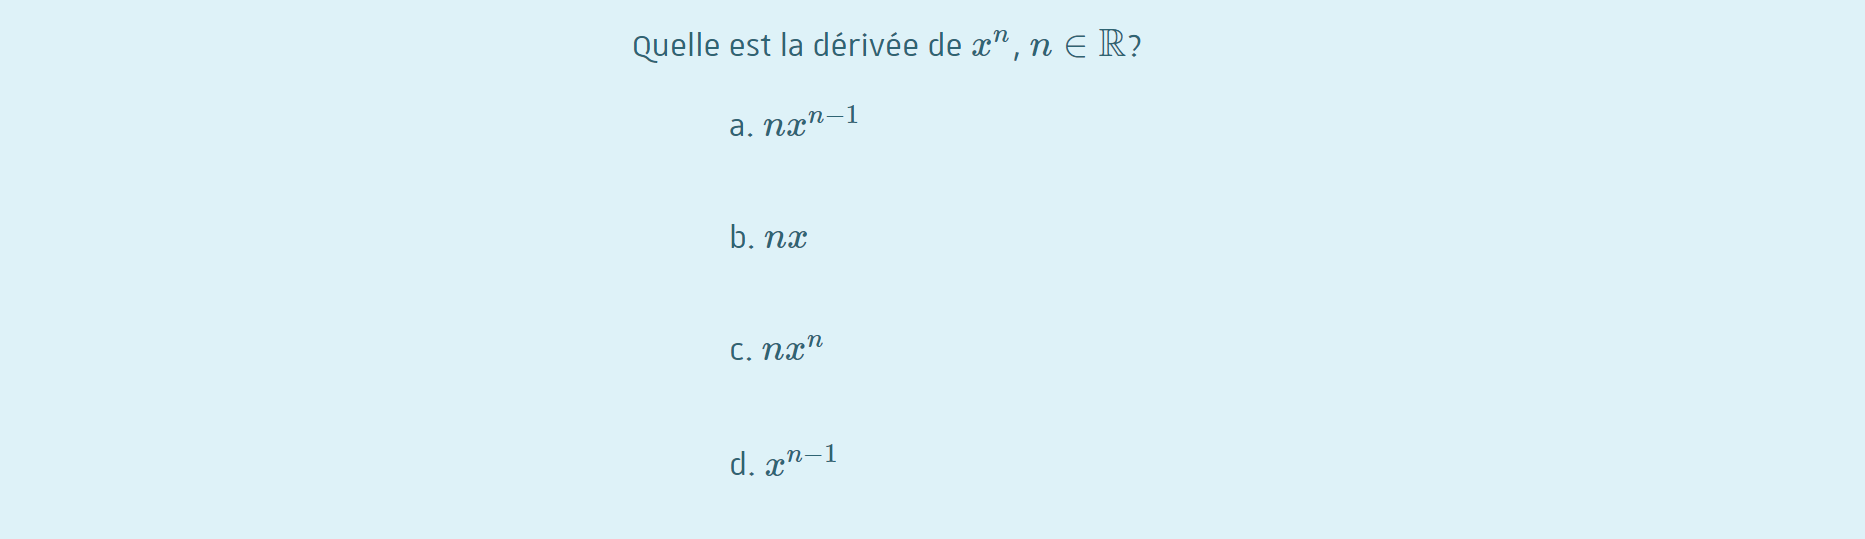 Quelle est la dérivée de $x^n$, $n \in \mathbb{R}$?
a. $nx^{n-1}$
b. $nx$
c. $nx^n$
d. $x^{n-1}$